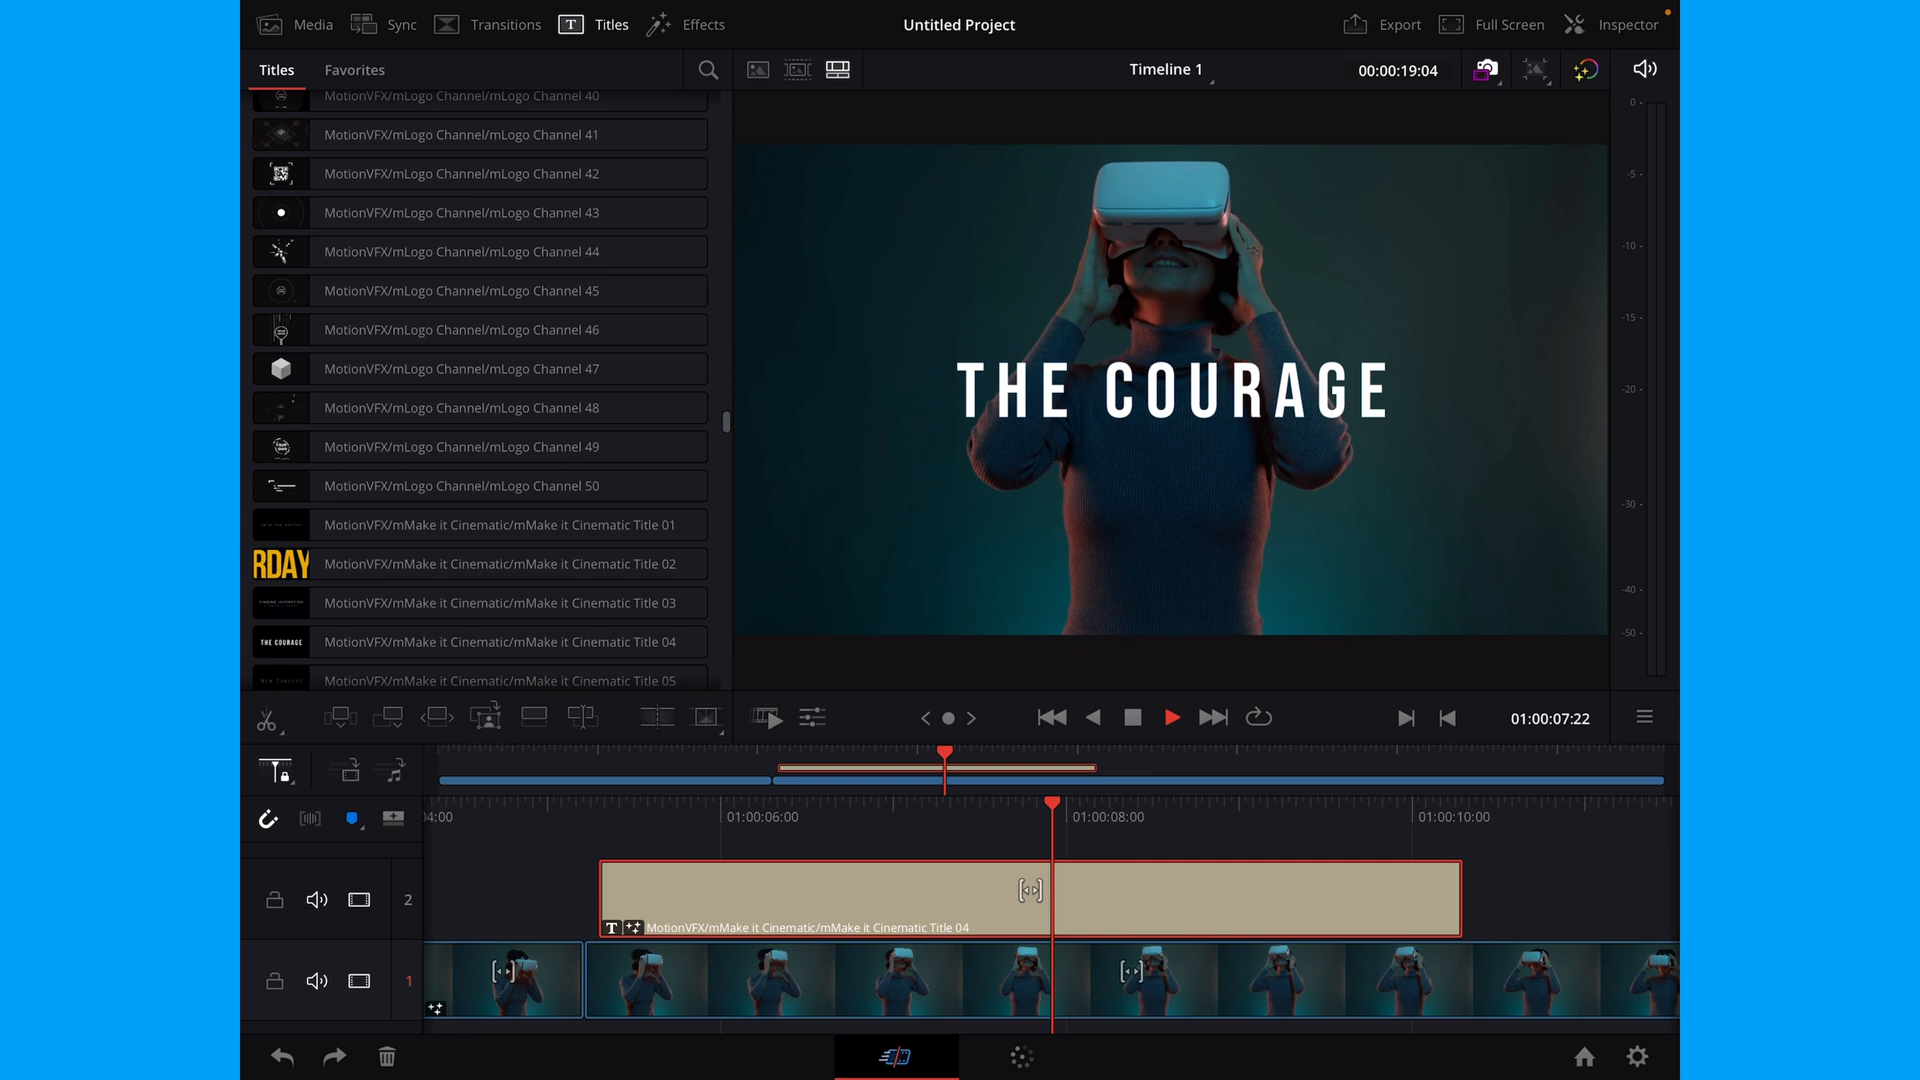 Media Sync Transitions Titles Effects Untitled Project Export Full Screen Inspector
Titles Favorites Timeline 1 00:00:19:04
MotionVFX/mLogo Channel/mLogo Channel 40
MotionVFX/mLogo Channel/mLogo Channel 41
MotionVFX/mLogo Channel/mLogo Channel 42
MotionVFX/mLogo Channel/mLogo Channel 43
MotionVFX/mLogo Channel/mLogo Channel 44
MotionVFX/mLogo Channel/mLogo Channel 45
MotionVFX/mLogo Channel/mLogo Channel 46
MotionVFX/mLogo Channel/mLogo Channel 47
MotionVFX/mLogo Channel/mLogo Channel 48
MotionVFX/mLogo Channel/mLogo Channel 49
MotionVFX/mLogo Channel/mLogo Channel 50
MotionVFX/mMake it Cinematic/mMake it Cinematic Title 01
RDAY MotionVFX/mMake it Cinematic/mMake it Cinematic Title 02
FINDING INSPIRATION MotionVFX/mMake it Cinematic/mMake it Cinematic Title 03
THE COURAGE MotionVFX/mMake it Cinematic/mMake it Cinematic Title 04
NEW CONCEPT MotionVFX/mMake it Cinematic/mMake it Cinematic Title 05
THE COURAGE
0
-5
-10
-15
-20
-30
-40
-50
01:00:07:22
04:00 01:00:06:00 01:00:08:00 01:00:10:00
2
T MotionVFX/mMake it Cinematic/mMake it Cinematic Title 04
1